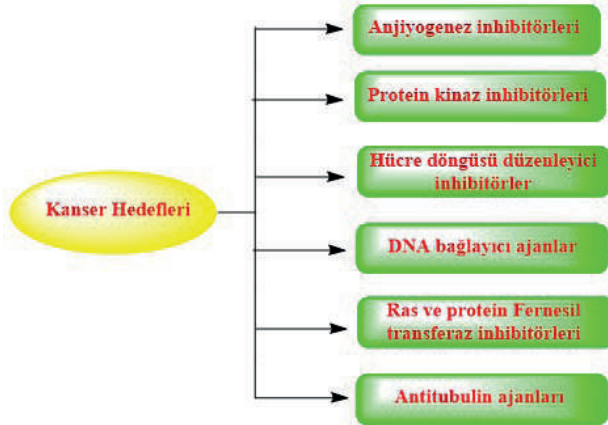 Anjiyogenez inhibitörleri
Protein kinaz inhibitörleri
Hücre döngüsü düzenleyici
inhibitörler
Kanser Hedefleri
DNA bağlayıcı ajanlar
Ras ve protein Fernesil
transferaz inhibitörleri
Antitubulin ajanları